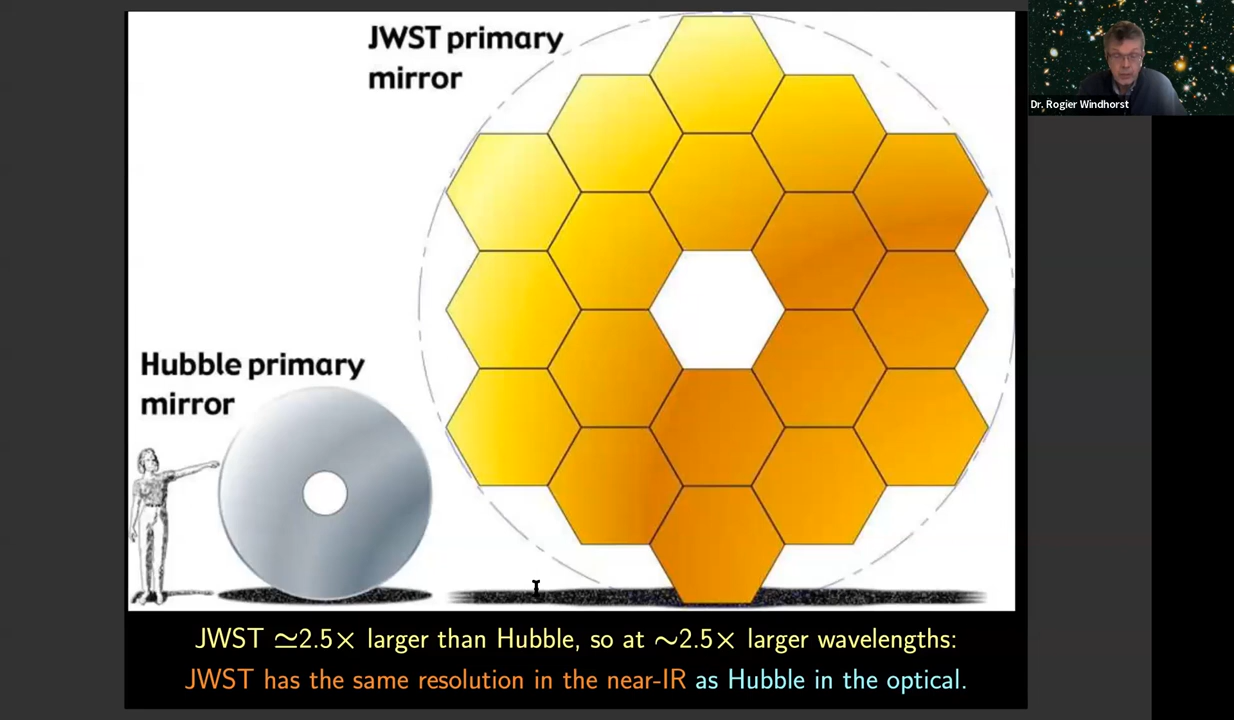 JWST primary
mirror
Dr. Rogier Windhorst
Hubble primary
mirror
JWST ≃2.5× larger than Hubble, so at ∼2.5× larger wavelengths:
JWST has the same resolution in the near-IR as Hubble in the optical.